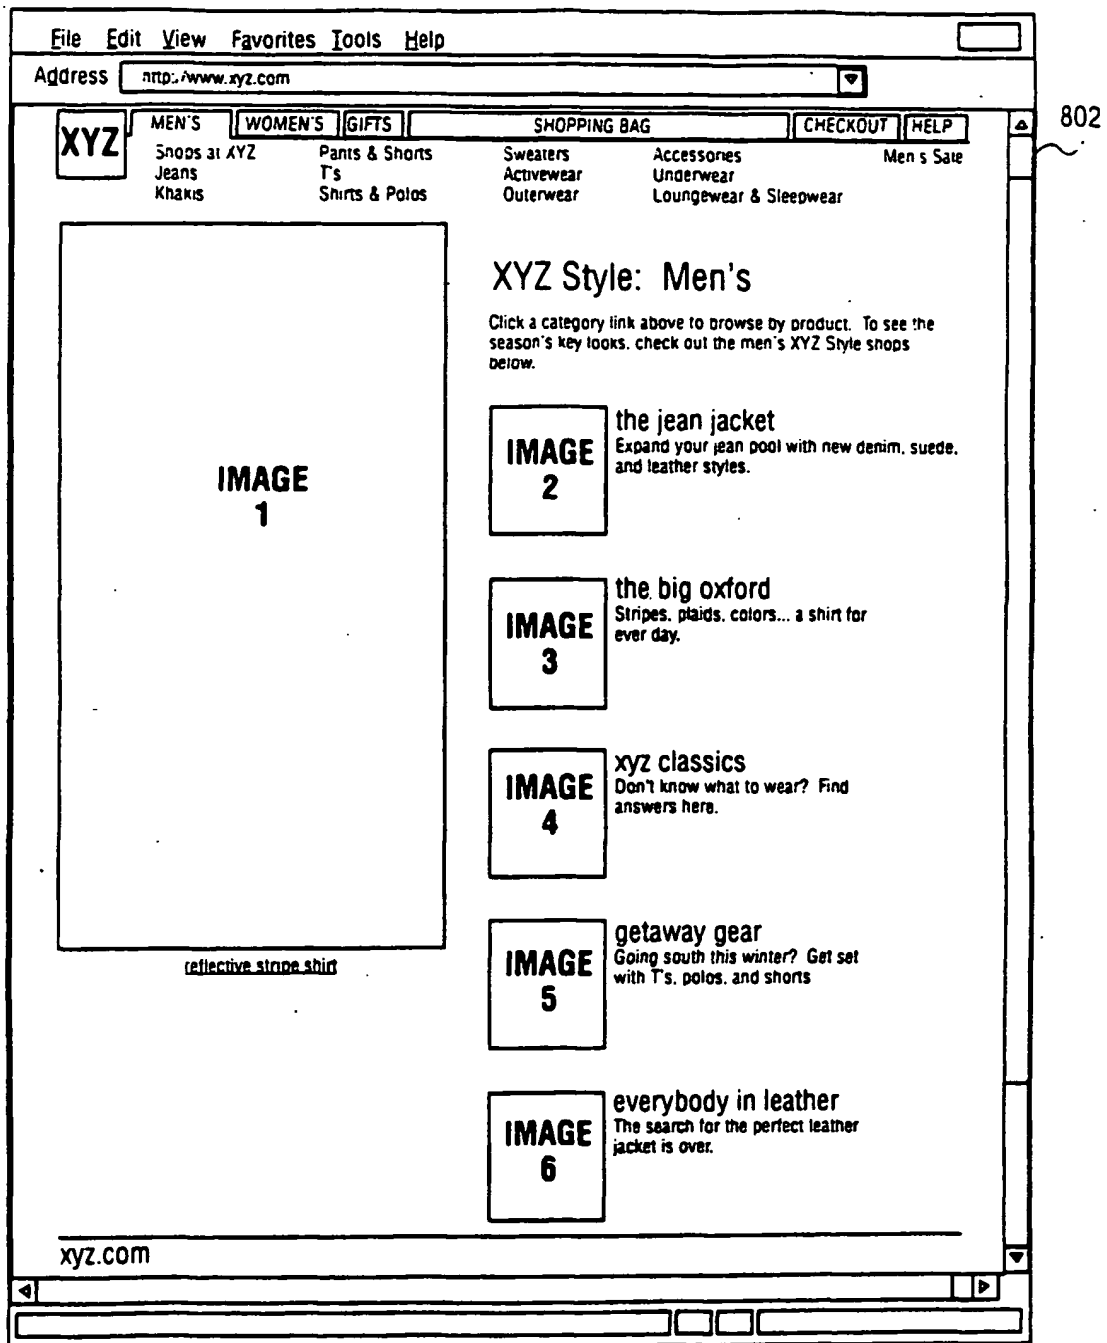 File Edit View Favorites Tools Help
Address http://www.xyz.com
802
XYZ MEN'S WOMEN'S GIFTS SHOPPING BAG CHECKOUT HELP
Shops at XYZ Pants & Shorts Sweaters Accessories Men's Sale
Jeans T's Activewear Underwear
Khakis Shirts & Polos Outerwear Loungewear & Sleepwear
XYZ Style: Men's
Click a category link above to browse by product. To see the
season's key looks, check out the men's XYZ Style shops
below.
IMAGE
1
reflective stripe shirt
IMAGE
2
the jean jacket
Expand your jean pool with new denim, suede,
and leather styles.
IMAGE
3
the big oxford
Stripes, plaids, colors... a shirt for
ever day.
IMAGE
4
xyz classics
Don't know what to wear? Find
answers here.
IMAGE
5
getaway gear
Going south this winter? Get set
with T's, polos, and shorts
IMAGE
6
everybody in leather
The search for the perfect leather
jacket is over.
xyz.com